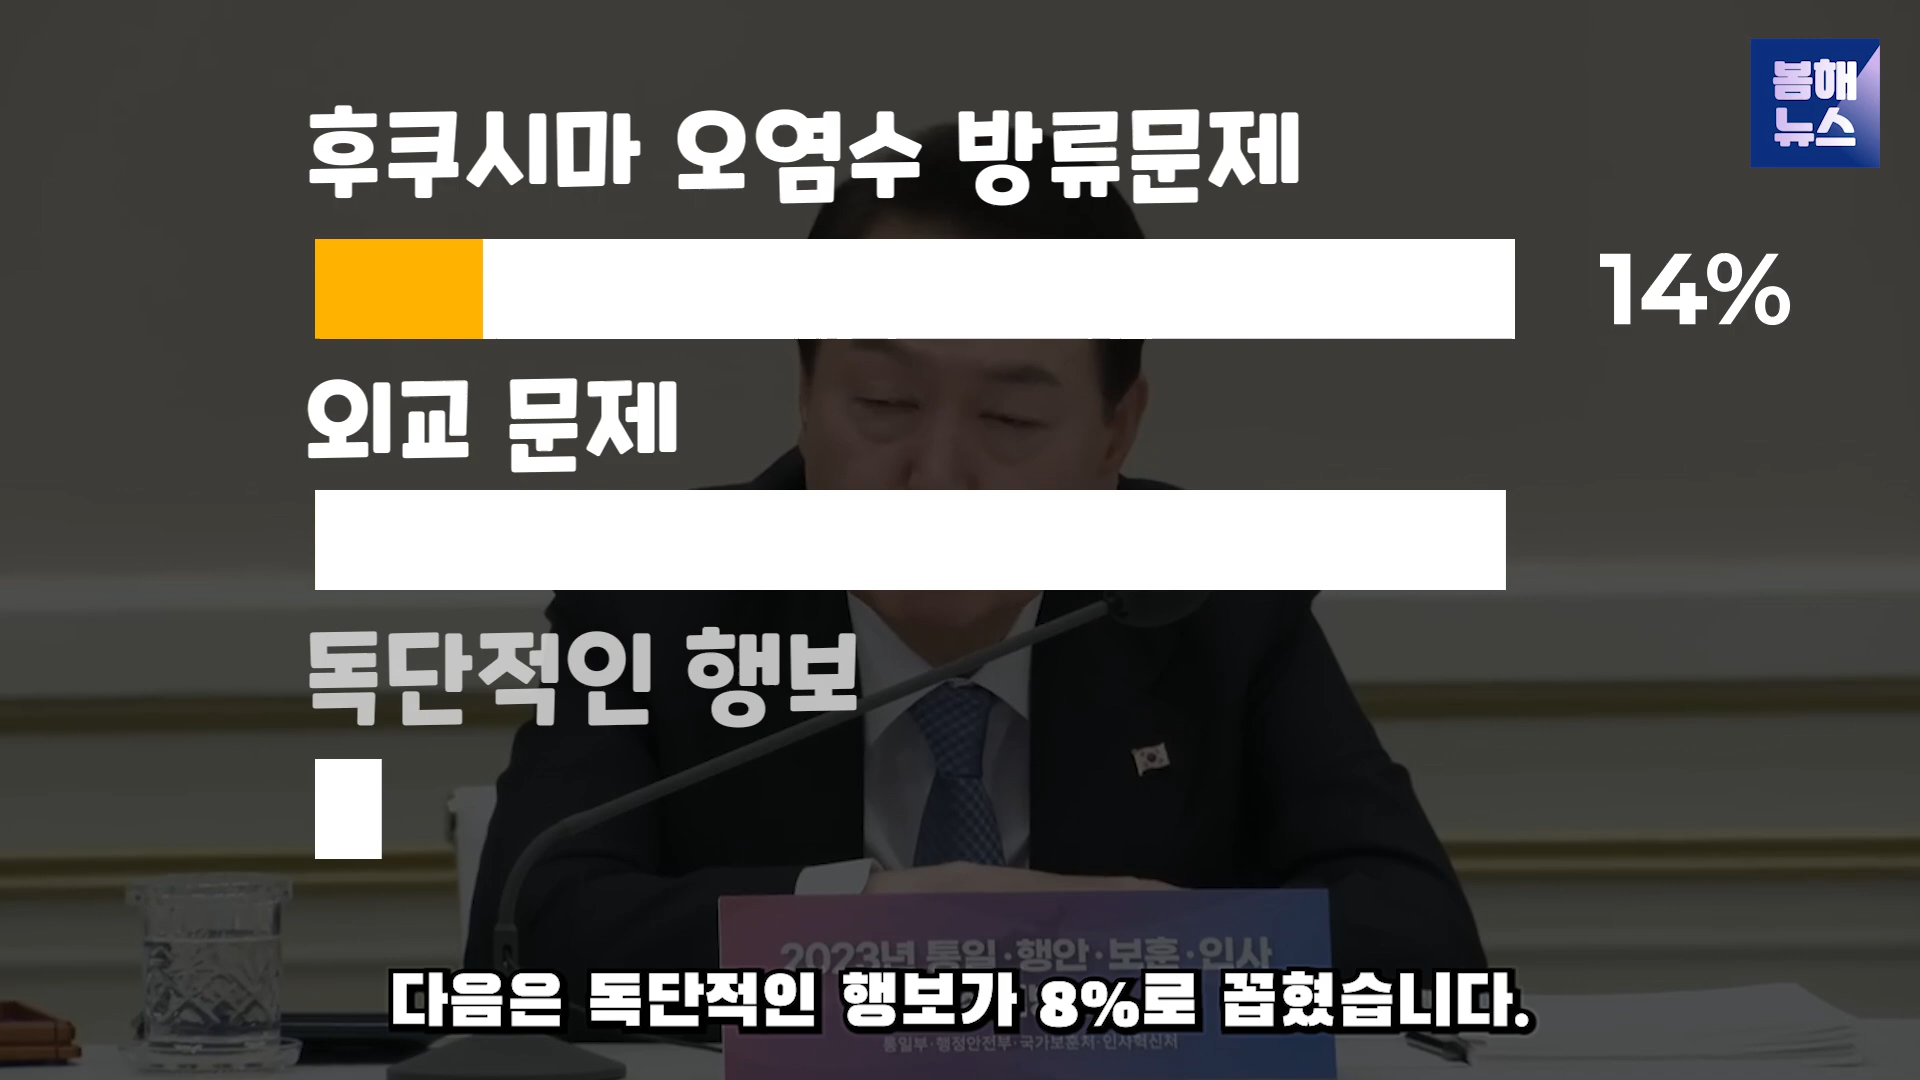 봄해
뉴스
후쿠시마 오염수 방류문제
14%
외교 문제
독단적인 행보
2023년 통일·행안·보훈·인사
다음은 독단적인 행보가 8%로 꼽혔습니다.
통일부·행정안전부·국가보훈처·인사혁신처